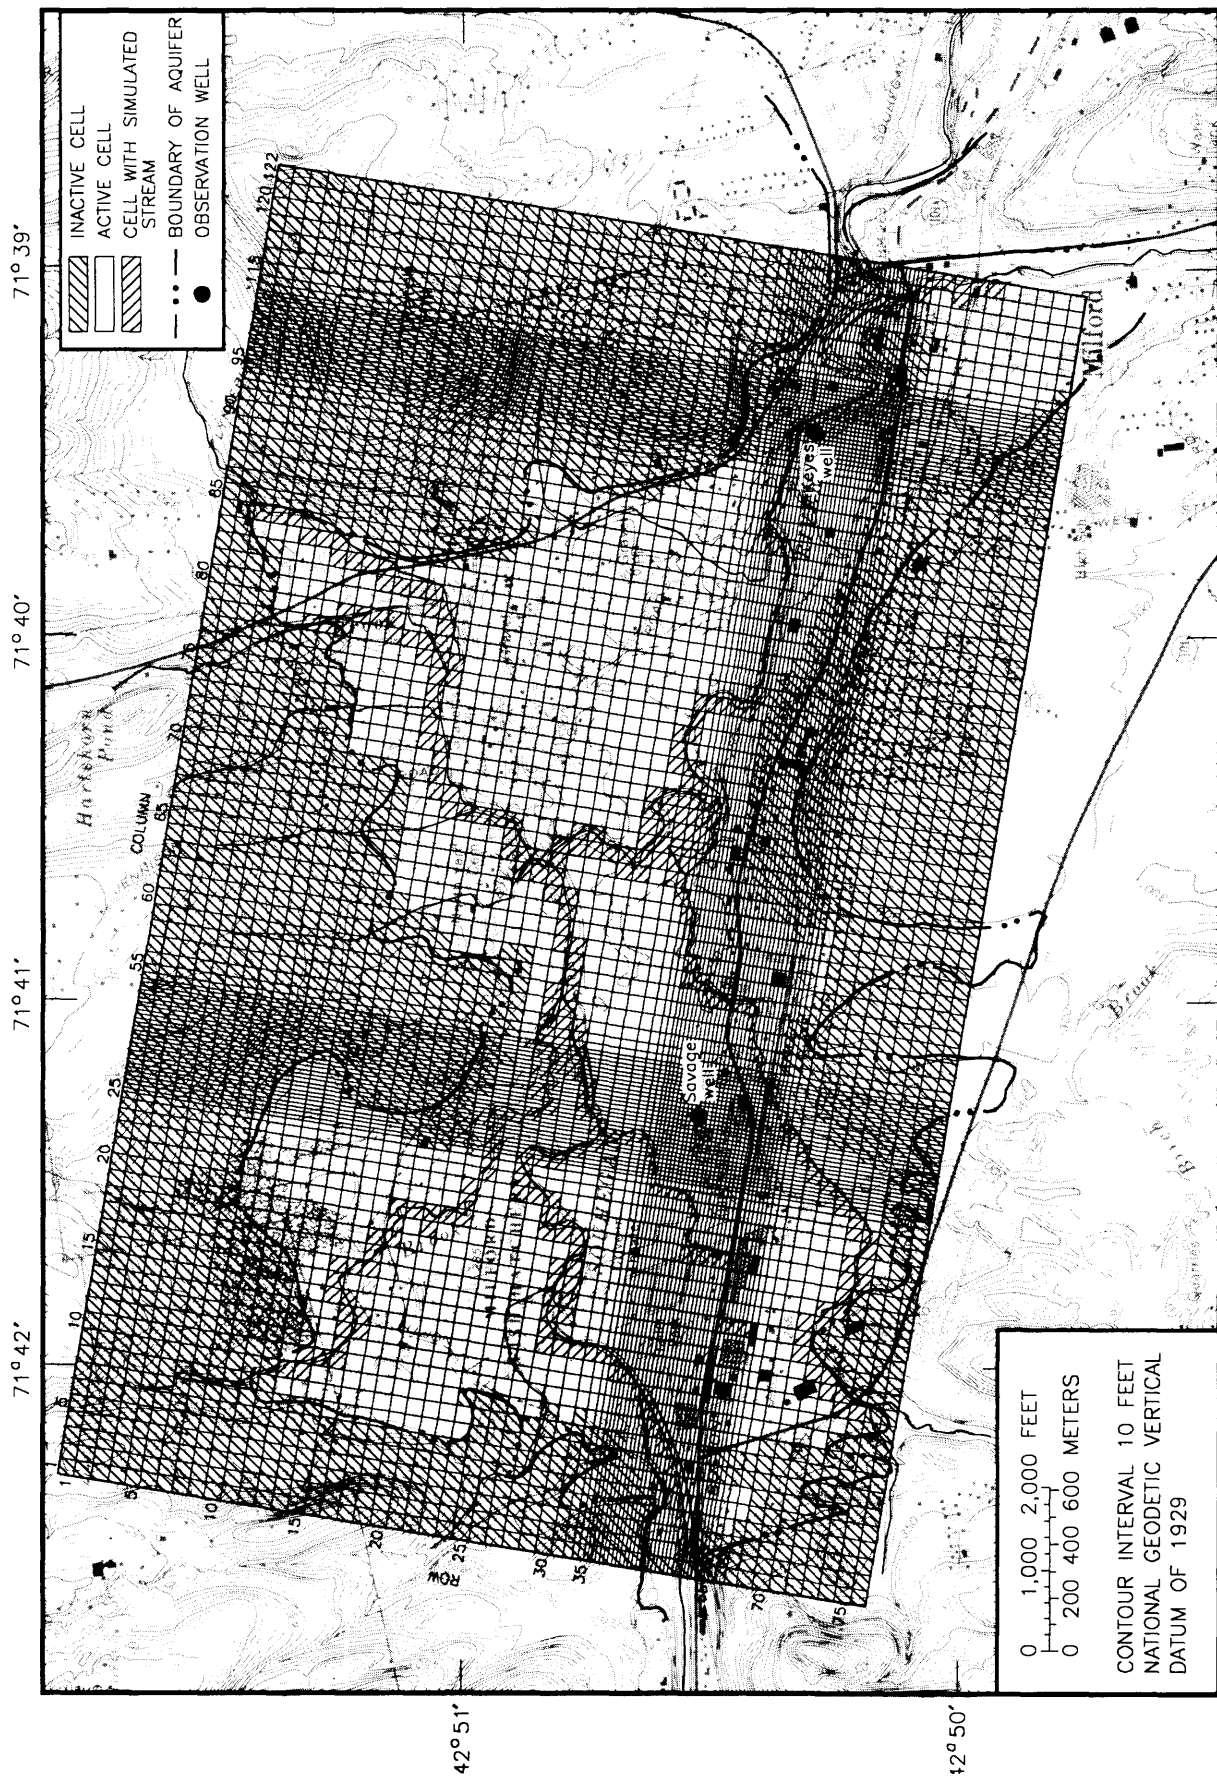 INACTIVE CELL
ACTIVE CELL
CELL WITH SIMULATED
STREAM
BOUNDARY OF AQUIFER
OBSERVATION WELL
71°39'
71°40'
71°41'
71°42'
42°51'
42°50'
COLUMN
5
10
15
20
25
55
60
65
70
75
80
85
90
95
115
120
122
ROW
1
5
10
15
20
25
30
35
70
75
Hartshorn
Pond
Keyes
well
Savage
well
Milford
Brook
0 1,000 2,000 FEET
0 200 400 600 METERS
CONTOUR INTERVAL 10 FEET
NATIONAL GEODETIC VERTICAL
DATUM OF 1929